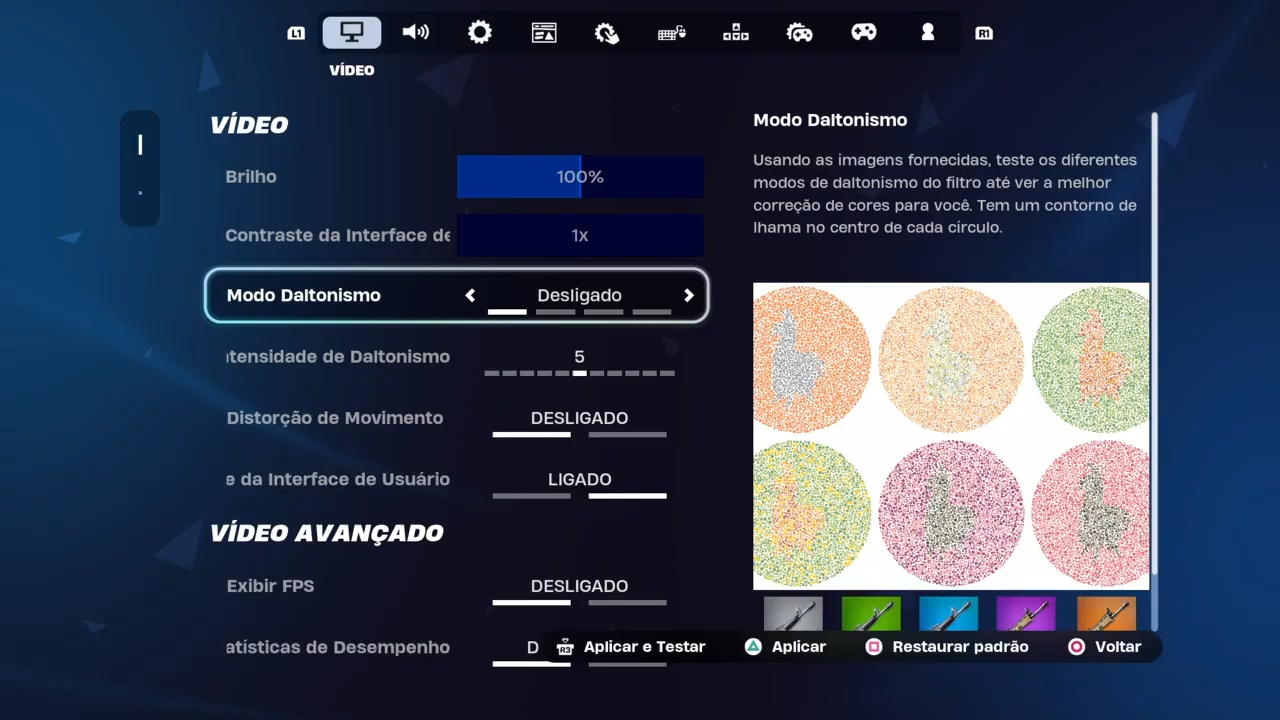 L1
R1
VÍDEO
VÍDEO
Brilho
100%
Contraste da Interface de
1x
Modo Daltonismo
Desligado
ntensidade de Daltonismo
5
Distorção de Movimento
DESLIGADO
e da Interface de Usuário
LIGADO
VÍDEO AVANÇADO
Exibir FPS
DESLIGADO
atísticas de Desempenho
D
Modo Daltonismo
Usando as imagens fornecidas, teste os diferentes
modos de daltonismo do filtro até ver a melhor
correção de cores para você. Tem um contorno de
lhama no centro de cada círculo.
R3 Aplicar e Testar
Aplicar
Restaurar padrão
Voltar